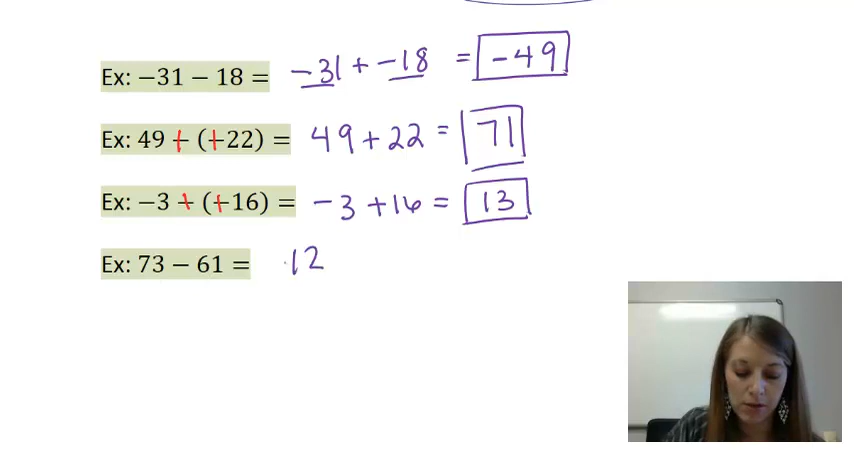 Ex: −31 − 18 = −31 + −18 = −49
Ex: 49 + (+22) = 49 + 22 = 71
Ex: −3 + (+16) = −3 + 16 = 13
Ex: 73 − 61 = 12